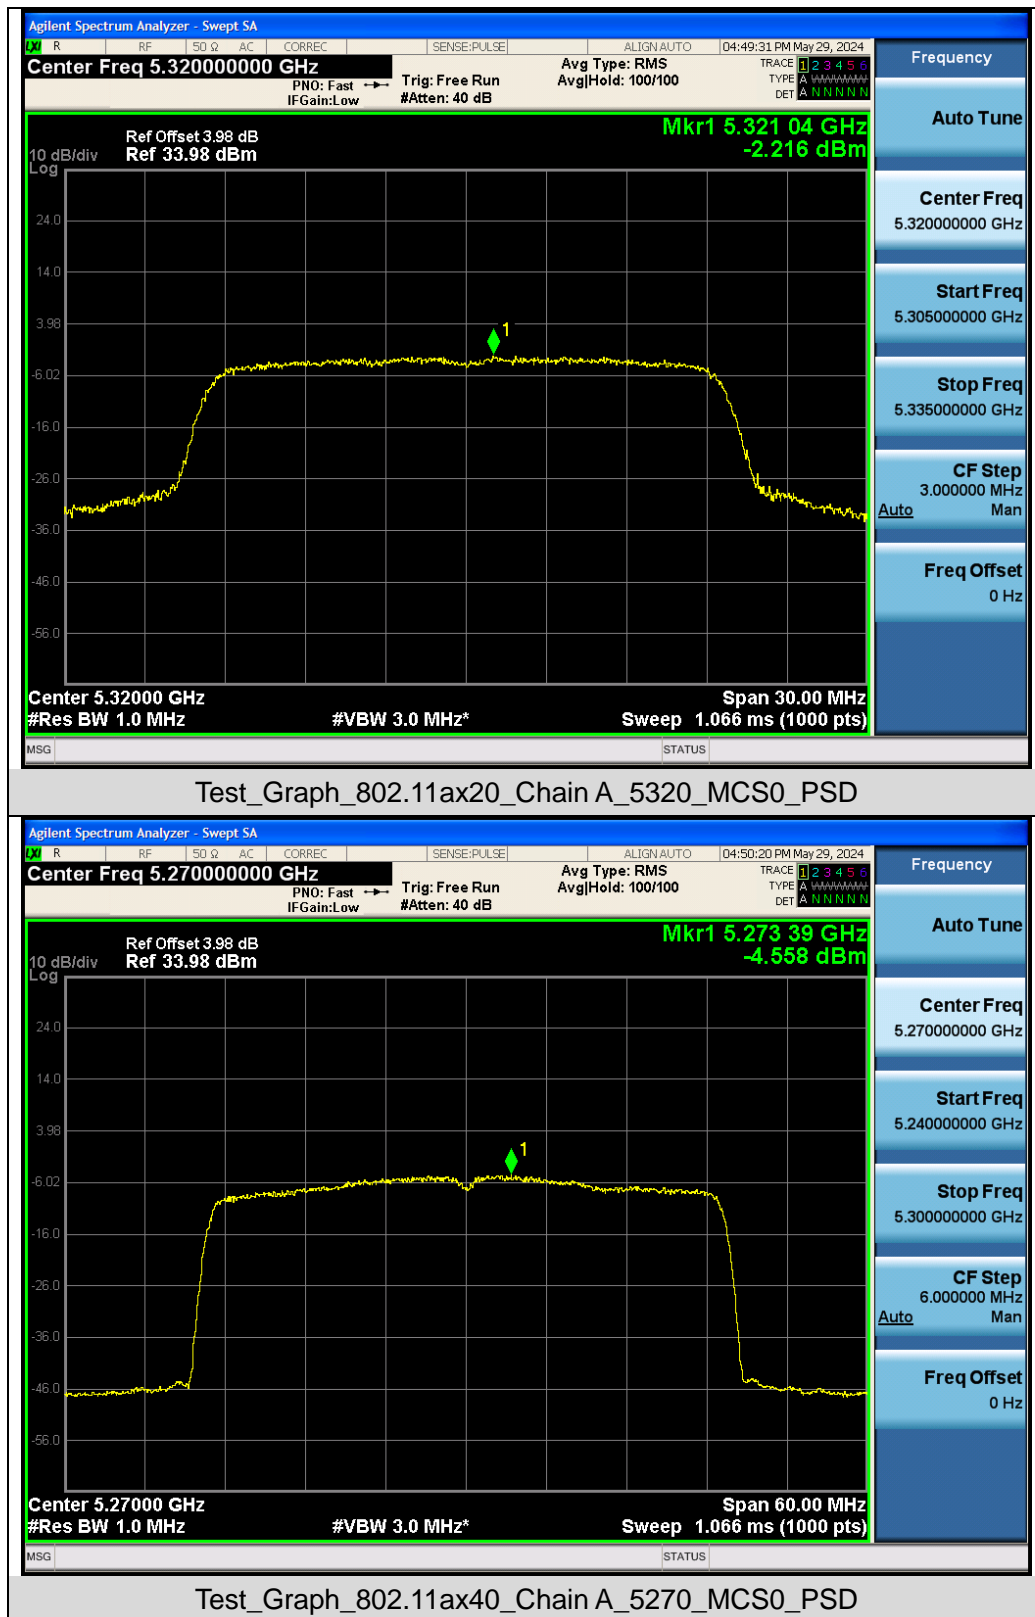 Agilent Spectrum Analyzer - Swept SA
LXI R RF 50 Ω AC CORREC SENSE:PULSE ALIGN AUTO 04:49:31 PM May 29, 2024
Center Freq 5.320000000 GHz
PNO: Fast
IFGain:Low
Trig: Free Run
#Atten: 40 dB
Avg Type: RMS
Avg|Hold: 100/100
TRACE 1 2 3 4 5 6
TYPE A
DET A N N N N N
Mkr1 5.321 04 GHz
-2.216 dBm
Ref Offset 3.98 dB
10 dB/div Ref 33.98 dBm
Log
24.0
14.0
3.98
-6.02
-16.0
-26.0
-36.0
-46.0
-56.0
1
Center 5.32000 GHz Span 30.00 MHz
#Res BW 1.0 MHz #VBW 3.0 MHz* Sweep 1.066 ms (1000 pts)
MSG STATUS
Frequency
Auto Tune
Center Freq
5.320000000 GHz
Start Freq
5.305000000 GHz
Stop Freq
5.335000000 GHz
CF Step
3.000000 MHz
Auto Man
Freq Offset
0 Hz
Test_Graph_802.11ax20_Chain A_5320_MCS0_PSD
Agilent Spectrum Analyzer - Swept SA
LXI R RF 50 Ω AC CORREC SENSE:PULSE ALIGN AUTO 04:50:20 PM May 29, 2024
Center Freq 5.270000000 GHz
PNO: Fast
IFGain:Low
Trig: Free Run
#Atten: 40 dB
Avg Type: RMS
Avg|Hold: 100/100
TRACE 1 2 3 4 5 6
TYPE A
DET A N N N N N
Mkr1 5.273 39 GHz
-4.558 dBm
Ref Offset 3.98 dB
10 dB/div Ref 33.98 dBm
Log
24.0
14.0
3.98
-6.02
-16.0
-26.0
-36.0
-46.0
-56.0
1
Center 5.27000 GHz Span 60.00 MHz
#Res BW 1.0 MHz #VBW 3.0 MHz* Sweep 1.066 ms (1000 pts)
MSG STATUS
Frequency
Auto Tune
Center Freq
5.270000000 GHz
Start Freq
5.240000000 GHz
Stop Freq
5.300000000 GHz
CF Step
6.000000 MHz
Auto Man
Freq Offset
0 Hz
Test_Graph_802.11ax40_Chain A_5270_MCS0_PSD